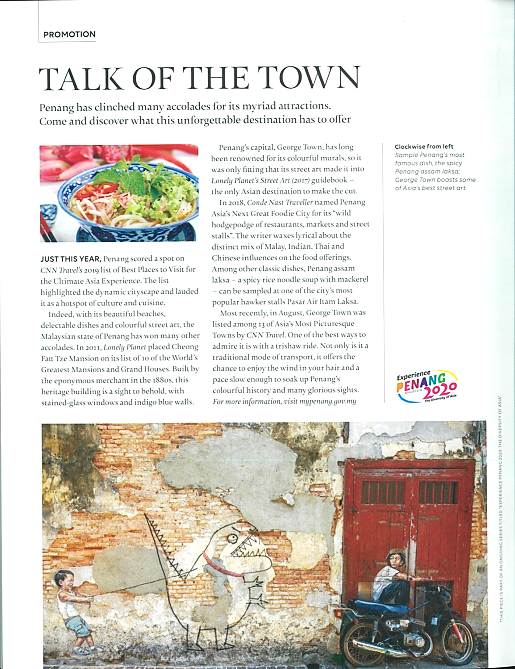 PROMOTION
TALK OF THE TOWN
Penang has clinched many accolades for its myriad attractions.
Come and discover what this unforgettable destination has to offer
JUST THIS YEAR, Penang scored a spot on
CNN Travel's 2019 list of Best Places to Visit for
the Ultimate Asia Experience. The list
highlighted the dynamic cityscape and lauded
it as a hotspot of culture and cuisine.
Indeed, with its beautiful beaches,
delectable dishes and colourful street art, the
Malaysian state of Penang has won many other
accolades. In 2011, Lonely Planet placed Cheong
Fatt Tze Mansion on its list of 10 of the World's
Greatest Mansions and Grand Houses. Built by
the eponymous merchant in the 1880s, this
heritage building is a sight to behold, with
stained-glass windows and indigo blue walls.
Penang's capital, George Town, has long
been renowned for its colourful murals, so it
was only fitting that its street art made it into
Lonely Planet's Street Art (2017) guidebook –
the only Asian destination to make the cut.
In 2018, Conde Nast Traveller named Penang
Asia's Next Great Foodie City for its "wild
hodgepodge of restaurants, markets and street
stalls". The writer waxes lyrical about the
distinct mix of Malay, Indian, Thai and
Chinese influences on the food offerings.
Among other classic dishes, Penang assam
laksa – a spicy rice noodle soup with mackerel
– can be sampled at one of the city's most
popular hawker stalls Pasar Air Itam Laksa.
Most recently, in August, George Town was
listed among 13 of Asia's Most Picturesque
Towns by CNN Travel. One of the best ways to
admire it is with a trishaw ride. Not only is it a
traditional mode of transport, it offers the
chance to enjoy the wind in your hair and a
pace slow enough to soak up Penang's
colourful history and many glorious sights.
For more information, visit mypenang.gov.my
Clockwise from left
Sample Penang's most
famous dish, the spicy
Penang assam laksa;
George Town boasts some
of Asia's best street art
Experience
PENANG
2020
The Diversity of Asia
*THIS PIECE IS PART OF AN ONGOING SERIES TITLED "EXPERIENCE PENANG 2020: THE DIVERSITY OF ASIA"